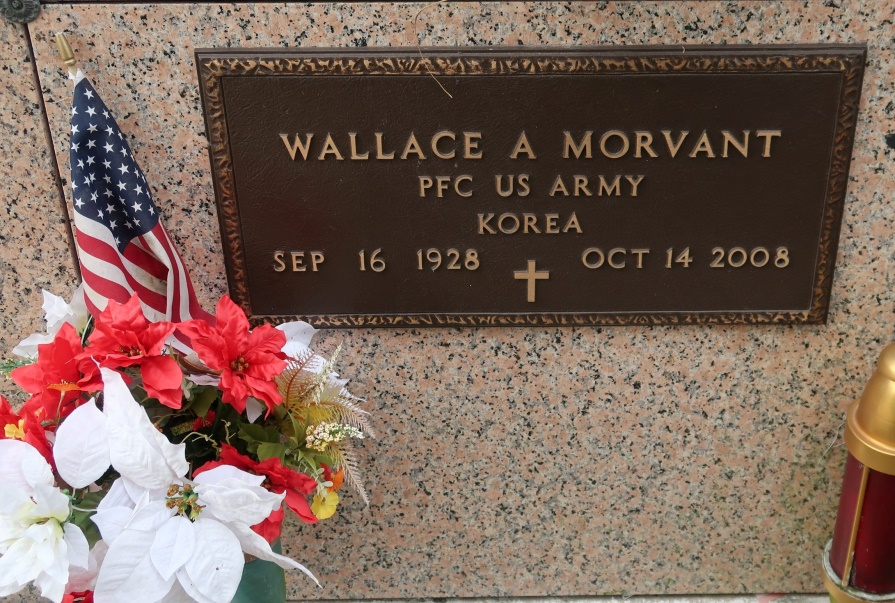 WALLACE A MORVANT
PFC US ARMY
KOREA
SEP 16 1928 OCT 14 2008